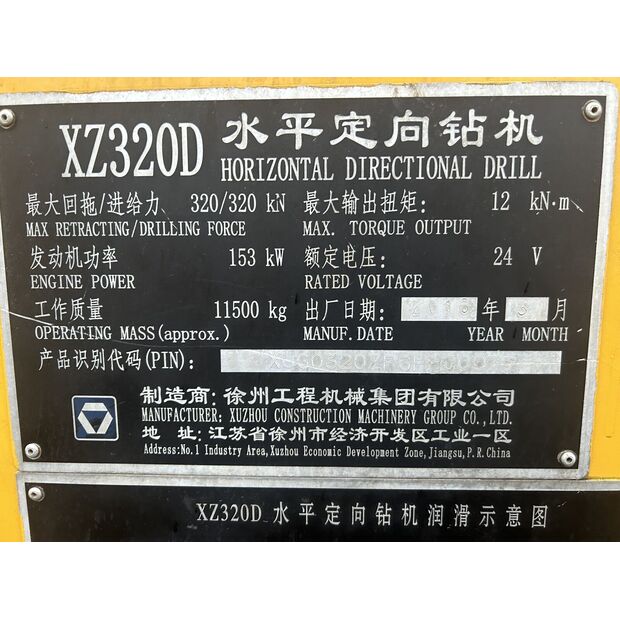 XZ320D 水平定向钻机
HORIZONTAL DIRECTIONAL DRILL
最大回拖/进给力 320/320 kN 最大输出扭矩: 12 kN·m
MAX RETRACTING/DRILLING FORCE MAX. TORQUE OUTPUT
发动机功率 153 kW 额定电压: 24 V
ENGINE POWER RATED VOLTAGE
工作质量 11500 kg 出厂日期: 年 月
OPERATING MASS(approx.) MANUF. DATE YEAR MONTH
产品识别代码(PIN):
制造商: 徐州工程机械集团有限公司
MANUFACTURER: XUZHOU CONSTRUCTION MACHINERY GROUP CO., LTD.
地 址: 江苏省徐州市经济开发区工业一区
Address: No.1 Industry Area, Xuzhou Economic Development Zone, Jiangsu, P.R.China
XZ320D 水平定向钻机润滑示意图